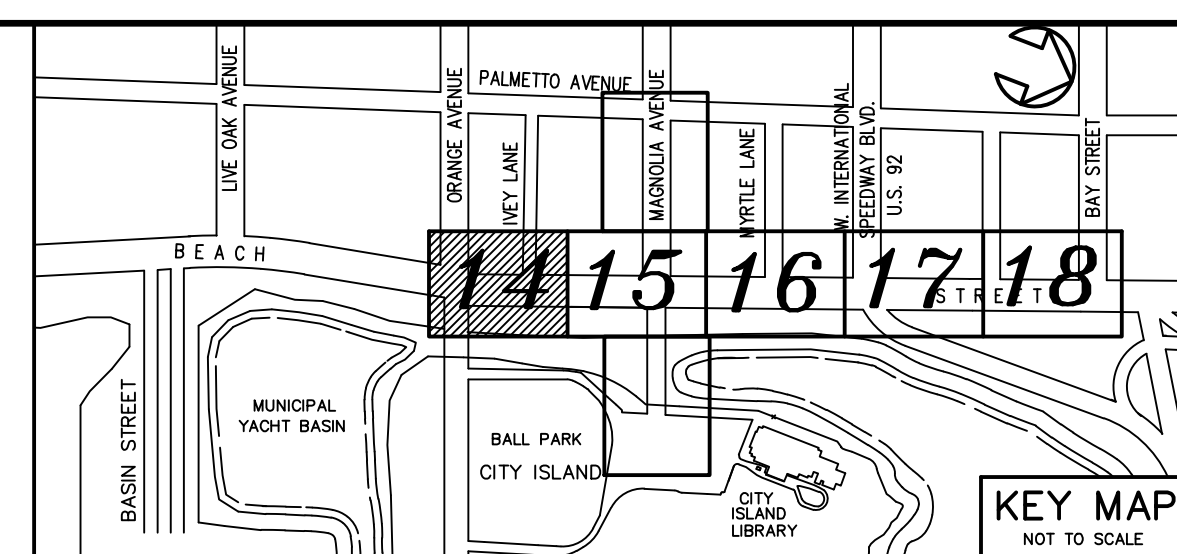 PALMETTO AVENUE
LIVE OAK AVENUE
ORANGE AVENUE
IVEY LANE
MAGNOLIA AVENUE
MYRTLE LANE
W. INTERNATIONAL
SPEEDWAY BLVD.
U.S. 92
BAY STREET
BEACH
14
15
16
17
18
STREET
BASIN STREET
MUNICIPAL
YACHT BASIN
BALL PARK
CITY ISLAND
CITY
ISLAND
LIBRARY
KEY MAP
NOT TO SCALE